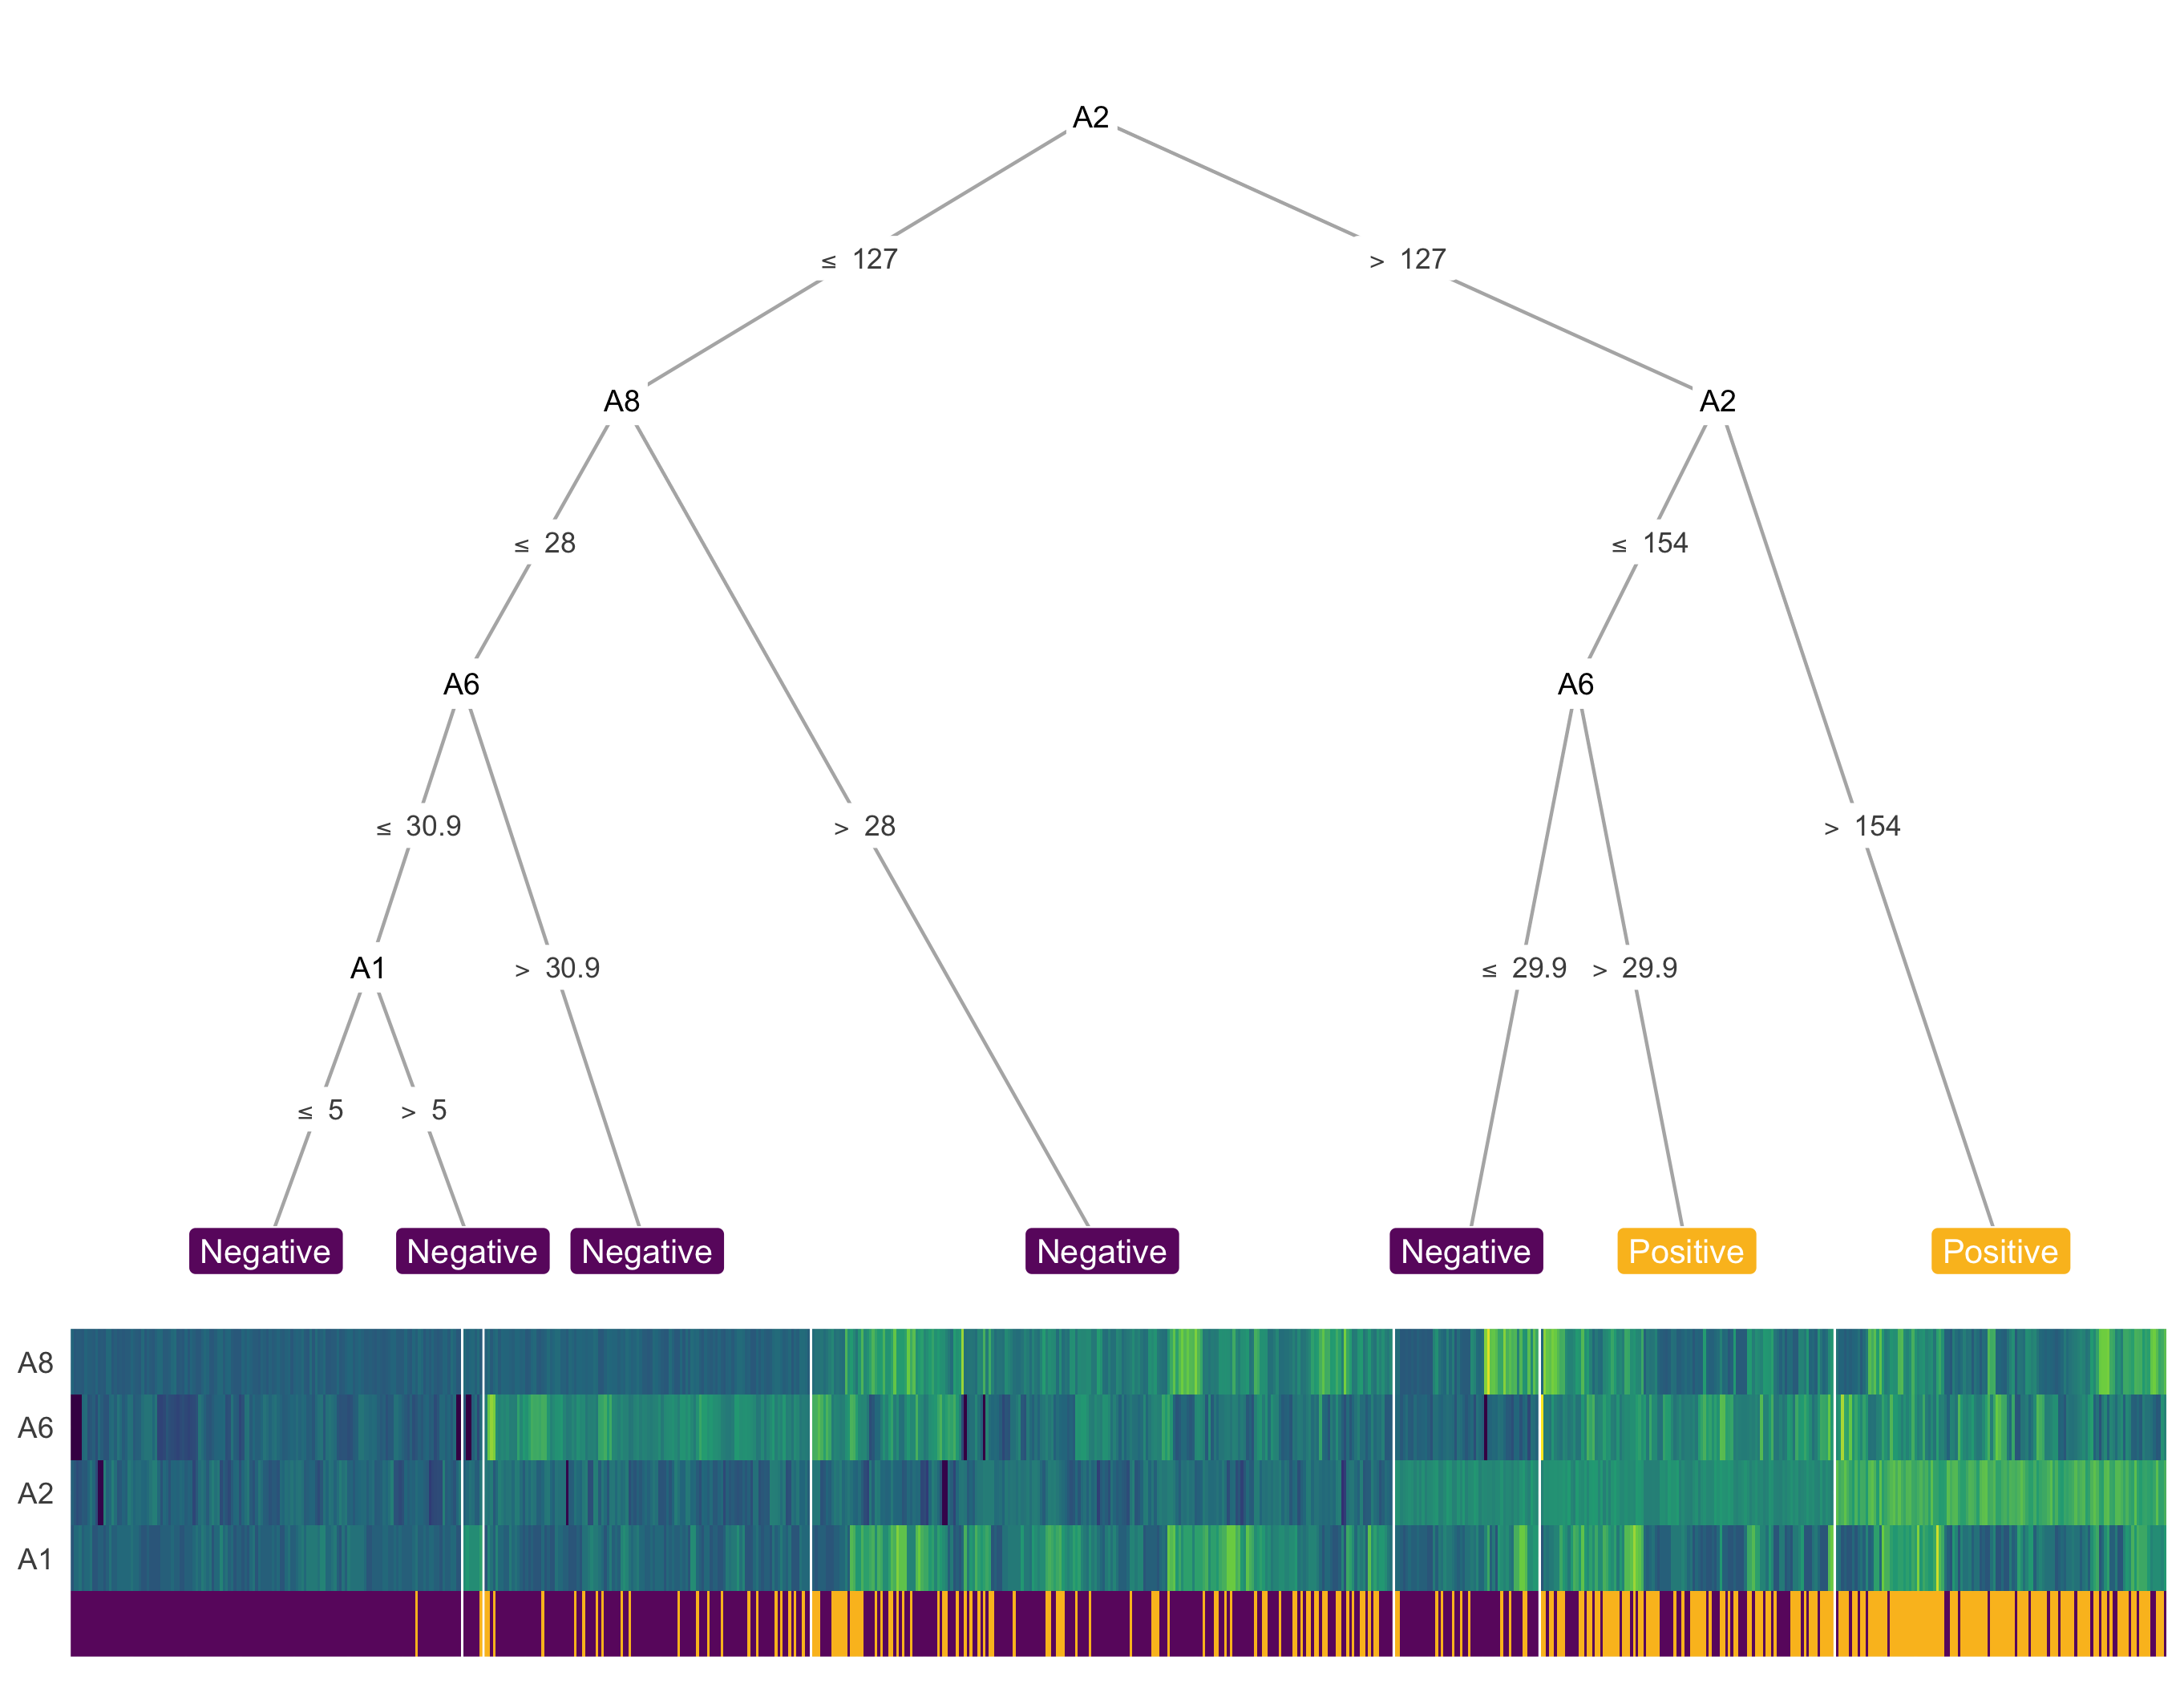 A2
≤ 127
> 127
A8
A2
≤ 28
≤ 154
A6
A6
≤ 30.9
> 28
> 154
A1
> 30.9
≤ 29.9
> 29.9
≤ 5
> 5
Negative
Negative
Negative
Negative
Negative
Positive
Positive
A8
A6
A2
A1